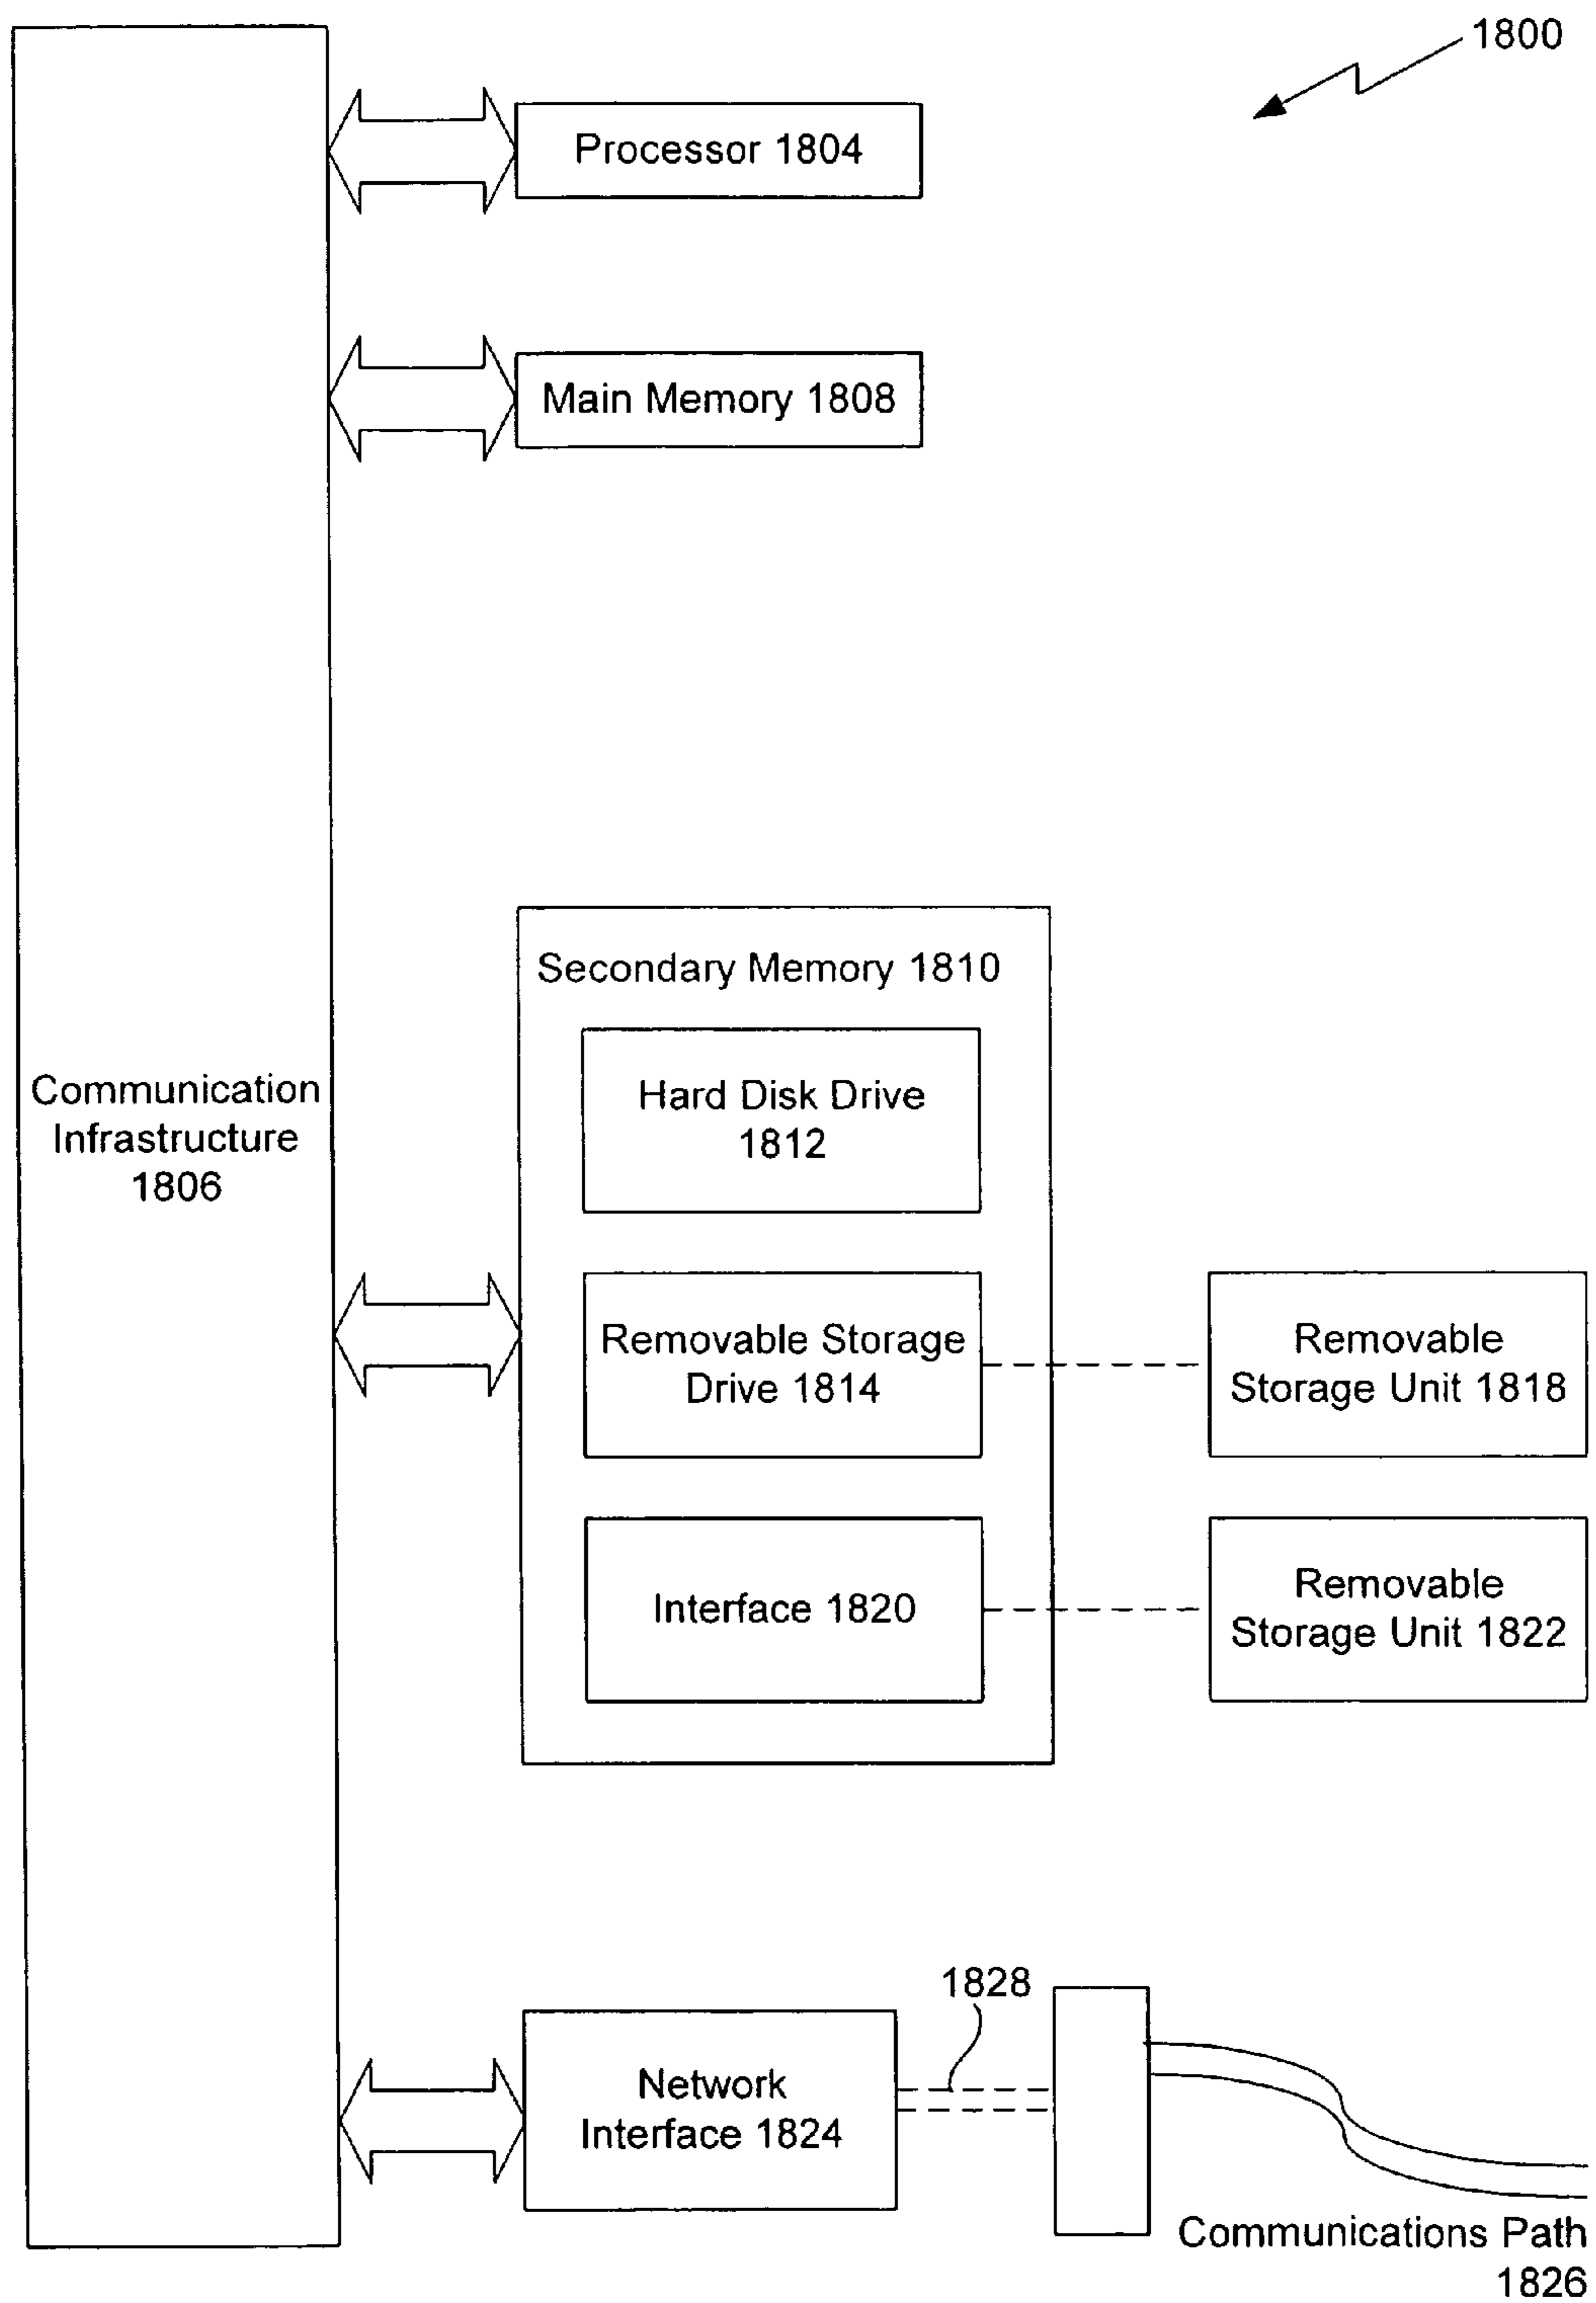 1800
Processor 1804
Main Memory 1808
Secondary Memory 1810
Hard Disk Drive
1812
Communication
Infrastructure
1806
Removable Storage
Drive 1814
Removable
Storage Unit 1818
Interface 1820
Removable
Storage Unit 1822
1828
Network
Interface 1824
Communications Path
1826